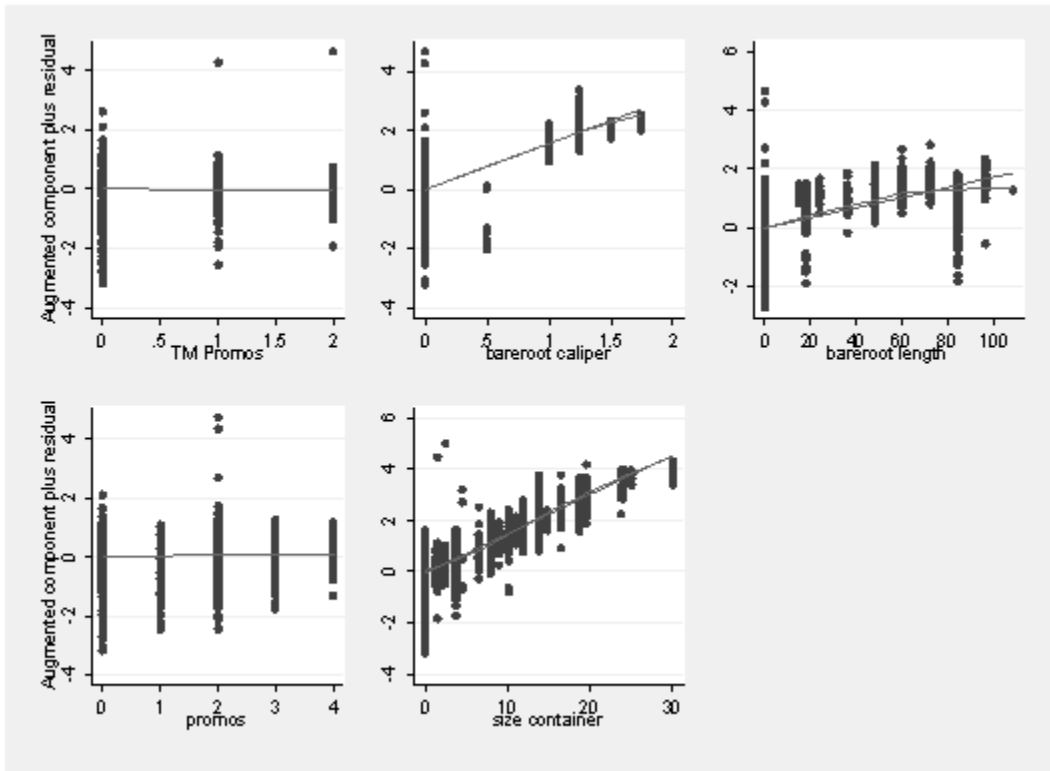 Augmented component plus residual
4
2
0
-2
-4
0 .5 1 1.5 2
TM Promos
4
2
0
-2
-4
0 .5 1 1.5 2
bareroot caliper
6
4
2
0
-2
0 20 40 60 80 100
bareroot length
Augmented component plus residual
4
2
0
-2
-4
0 1 2 3 4
promos
6
4
2
0
-2
-4
0 10 20 30
size container